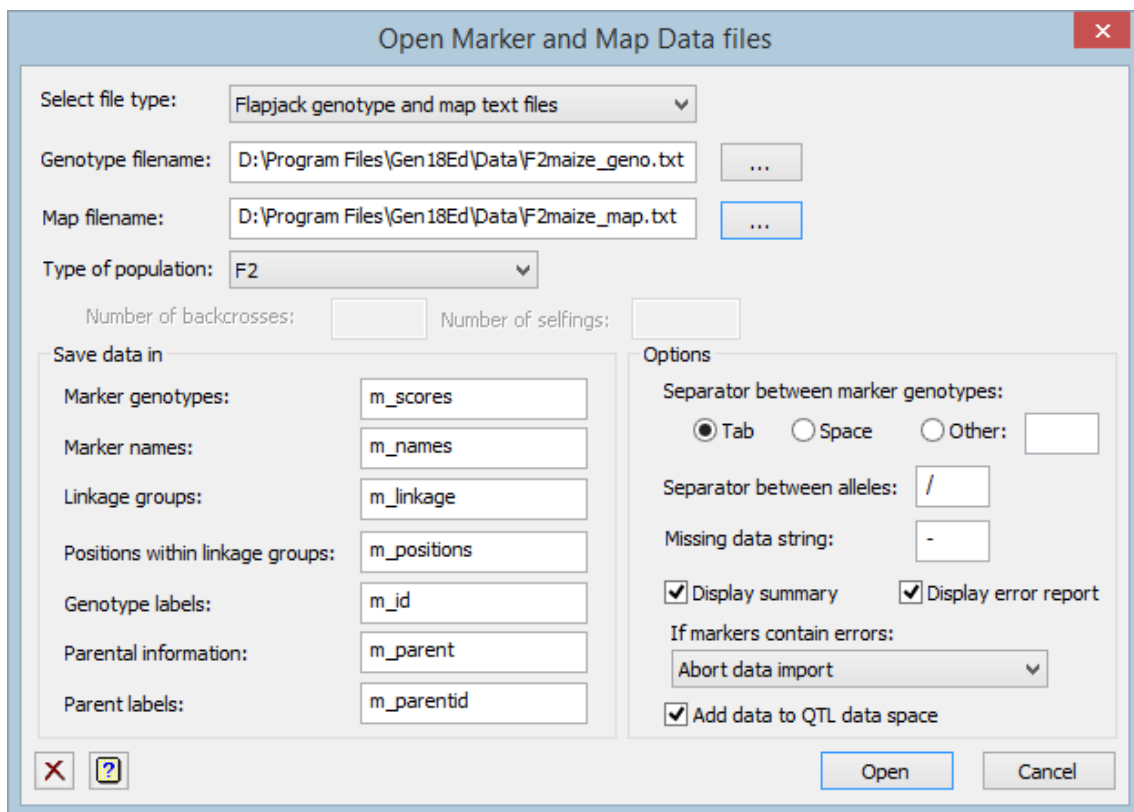 Open Marker and Map Data files
Select file type: Flapjack genotype and map text files
Genotype filename: D:\Program Files\Gen18Ed\Data\F2maize_geno.txt ...
Map filename: D:\Program Files\Gen18Ed\Data\F2maize_map.txt ...
Type of population: F2
Number of backcrosses: Number of selfings:
Save data in
Marker genotypes: m_scores
Marker names: m_names
Linkage groups: m_linkage
Positions within linkage groups: m_positions
Genotype labels: m_id
Parental information: m_parent
Parent labels: m_parentid
Options
Separator between marker genotypes:
Tab Space Other:
Separator between alleles: /
Missing data string: -
Display summary Display error report
If markers contain errors:
Abort data import
Add data to QTL data space
Open Cancel